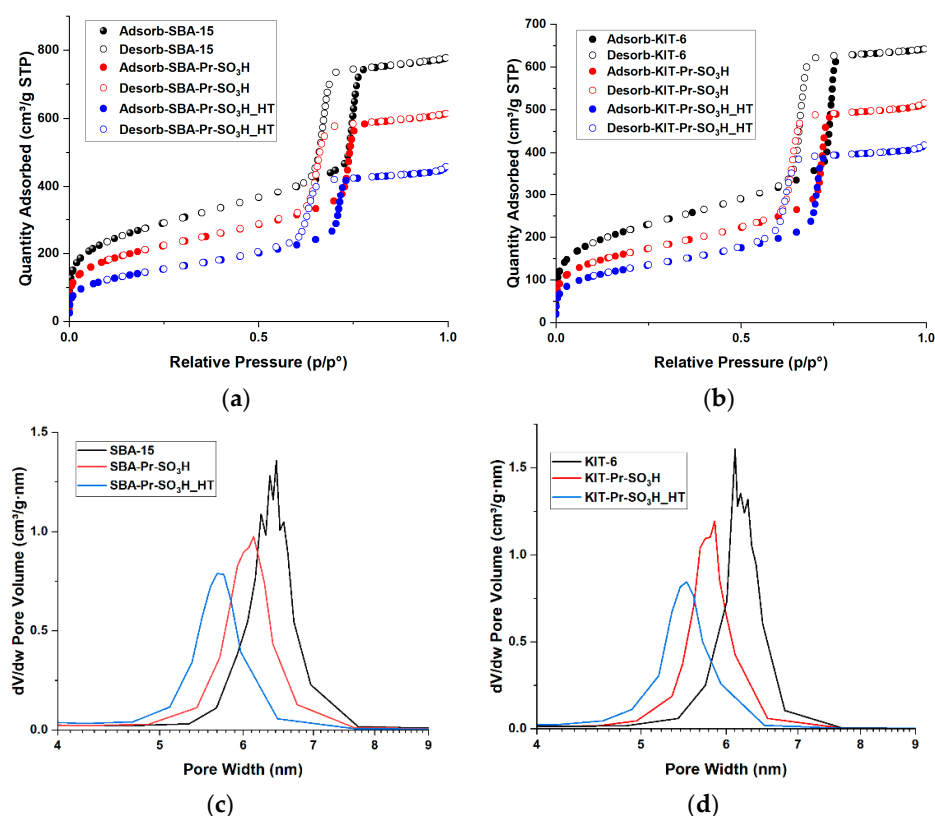 Adsorb-SBA-15
Desorb-SBA-15
Adsorb-SBA-Pr-SO₃H
Desorb-SBA-Pr-SO₃H
Adsorb-SBA-Pr-SO₃H_HT
Desorb-SBA-Pr-SO₃H_HT
800
600
400
200
0
0.0
0.5
1.0
Quantity Adsorbed (cm³/g STP)
Relative Pressure (p/p°)
(a)
Adsorb-KIT-6
Desorb-KIT-6
Adsorb-KIT-Pr-SO₃H
Desorb-KIT-Pr-SO₃H
Adsorb-KIT-Pr-SO₃H_HT
Desorb-KIT-Pr-SO₃H_HT
700
600
500
400
300
200
100
0
0.0
0.5
1.0
Quantity Adsorbed (cm³/g STP)
Relative Pressure (p/p°)
(b)
SBA-15
SBA-Pr-SO₃H
SBA-Pr-SO₃H_HT
1.5
1.0
0.5
0.0
4
5
6
7
8
9
dV/dw Pore Volume (cm³/g·nm)
Pore Width (nm)
(c)
KIT-6
KIT-Pr-SO₃H
KIT-Pr-SO₃H_HT
1.5
1.0
0.5
0.0
4
5
6
7
8
9
dV/dw Pore Volume (cm³/g·nm)
Pore Width (nm)
(d)